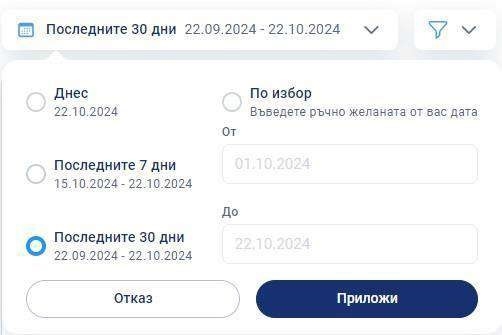 Последните 30 дни 22.09.2024 - 22.10.2024
Днес
22.10.2024
Последните 7 дни
15.10.2024 - 22.10.2024
Последните 30 дни
22.09.2024 - 22.10.2024
По избор
Въведете ръчно желаната от вас дата
От
01.10.2024
До
22.10.2024
Отказ
Приложи